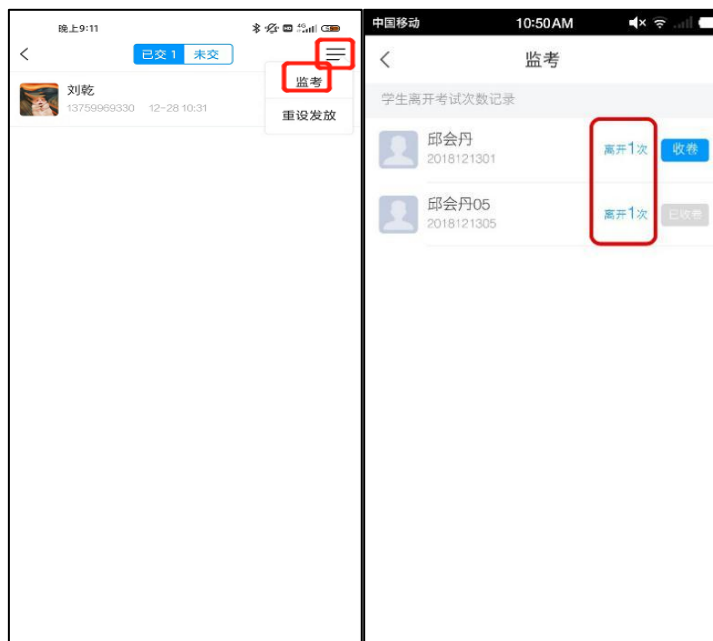 晚上9:11
已交 1 未交
监考
重设发放
刘乾
13759969330 12-28 10:31
中国移动 10:50AM
监考
学生离开考试次数记录
邱会丹
2018121301
离开1次 收卷
邱会丹05
2018121305
离开1次 已收卷